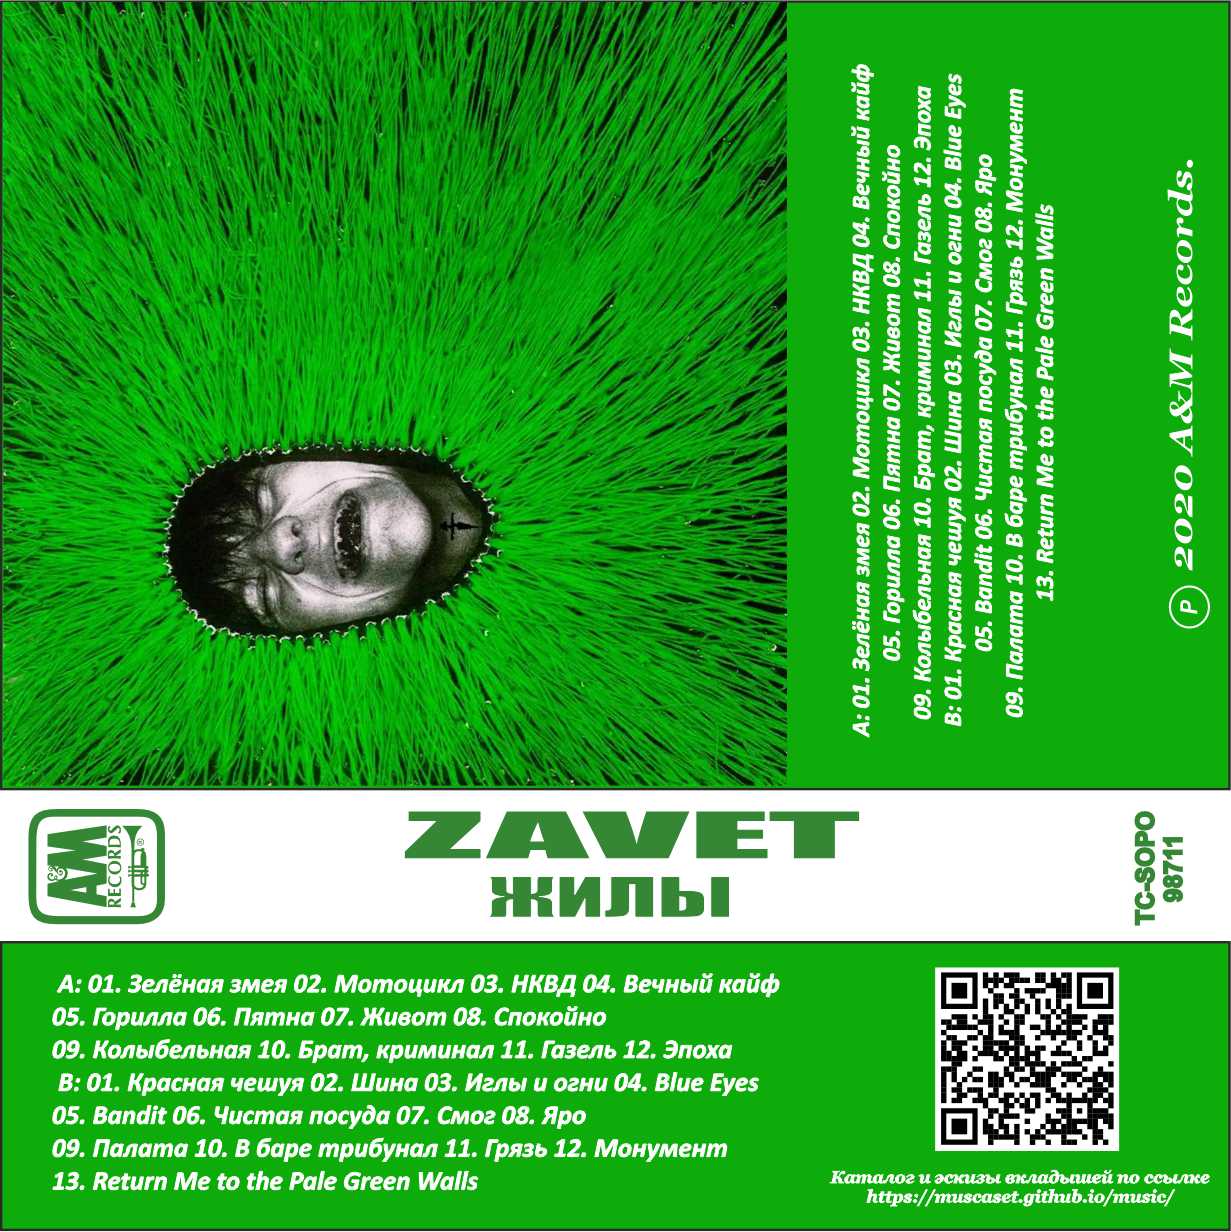 А: 01. Зелёная змея 02. Мотоцикл 03. НКВД 04. Вечный кайф
05. Горилла 06. Пятна 07. Живот 08. Спокойно
09. Колыбельная 10. Брат, криминал 11. Газель 12. Эпоха
В: 01. Красная чешуя 02. Шина 03. Иглы и огни 04. Blue Eyes
05. Bandit 06. Чистая посуда 07. Смог 08. Яро
09. Палата 10. В баре трибунал 11. Грязь 12. Монумент
13. Return Me to the Pale Green Walls
Ⓟ 2020 A&M Records.
A&M
RECORDS
®
ZAVET
ЖИЛЫ
TC-SOPO
98711
А: 01. Зелёная змея 02. Мотоцикл 03. НКВД 04. Вечный кайф
05. Горилла 06. Пятна 07. Живот 08. Спокойно
09. Колыбельная 10. Брат, криминал 11. Газель 12. Эпоха
В: 01. Красная чешуя 02. Шина 03. Иглы и огни 04. Blue Eyes
05. Bandit 06. Чистая посуда 07. Смог 08. Яро
09. Палата 10. В баре трибунал 11. Грязь 12. Монумент
13. Return Me to the Pale Green Walls
Каталог и эскизы вкладышей по ссылке
https://muscaset.github.io/music/